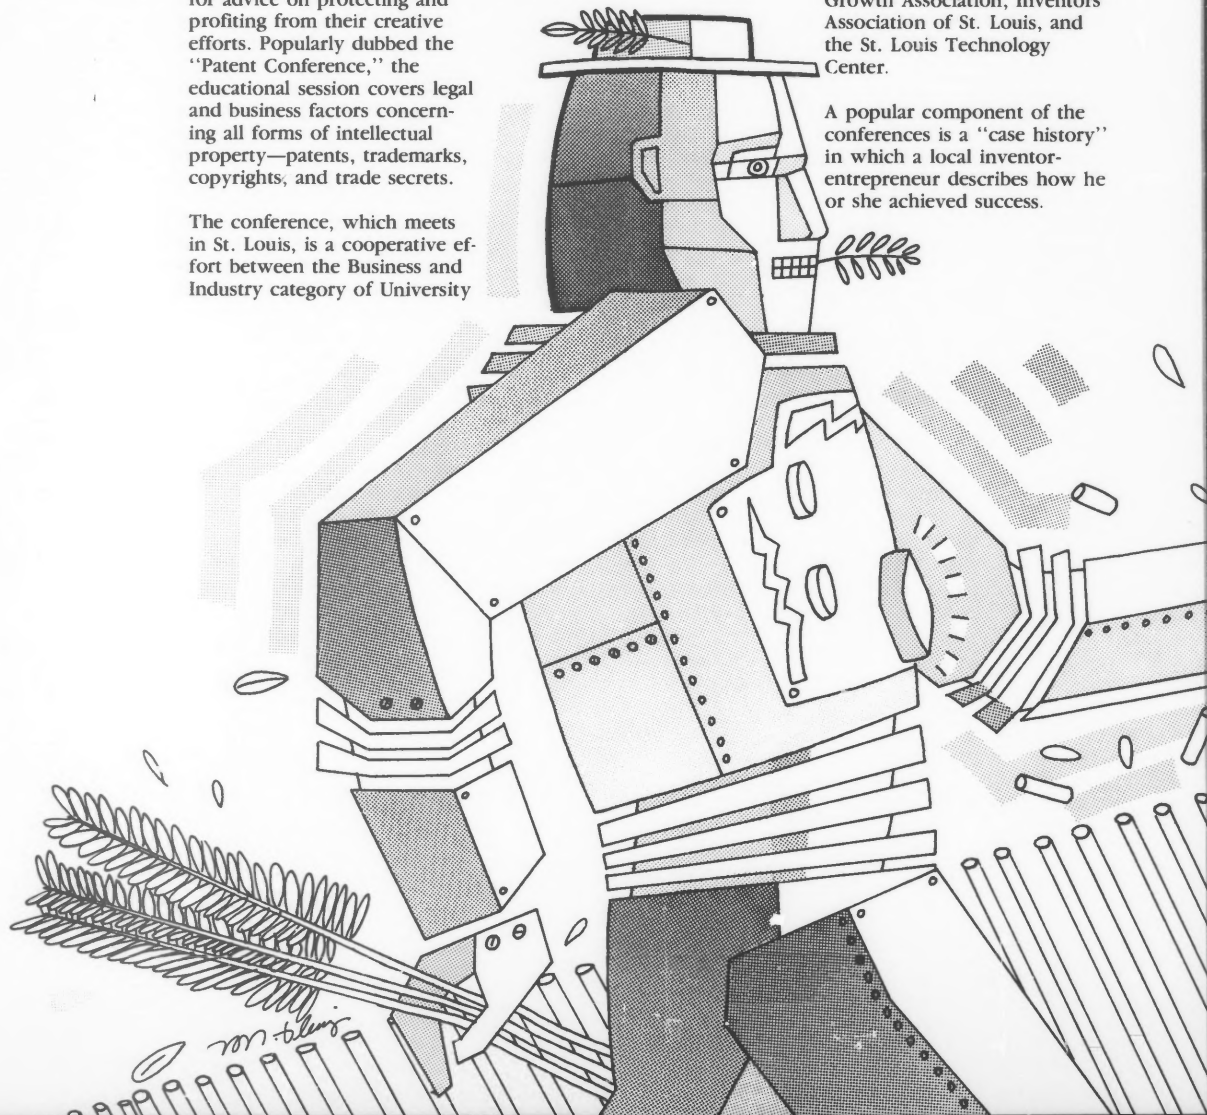 for advice on protecting and
profiting from their creative
efforts. Popularly dubbed the
“Patent Conference,” the
educational session covers legal
and business factors concern-
ing all forms of intellectual
property—patents, trademarks,
copyrights, and trade secrets.

The conference, which meets
in St. Louis, is a cooperative ef-
fort between the Business and
Industry category of University
Growth Association, Inventors
Association of St. Louis, and
the St. Louis Technology
Center.

A popular component of the
conferences is a “case history”
in which a local inventor-
entrepreneur describes how he
or she achieved success.